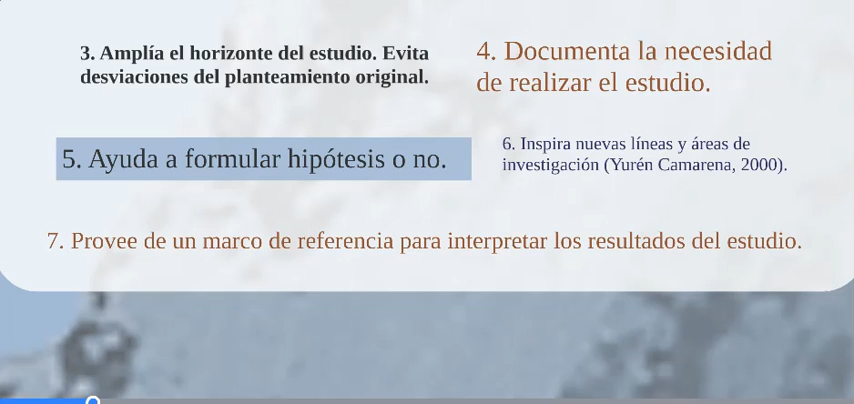 3. Amplía el horizonte del estudio. Evita
desviaciones del planteamiento original.
4. Documenta la necesidad
de realizar el estudio.
5. Ayuda a formular hipótesis o no.
6. Inspira nuevas líneas y áreas de
investigación (Yurén Camarena, 2000).
7. Provee de un marco de referencia para interpretar los resultados del estudio.